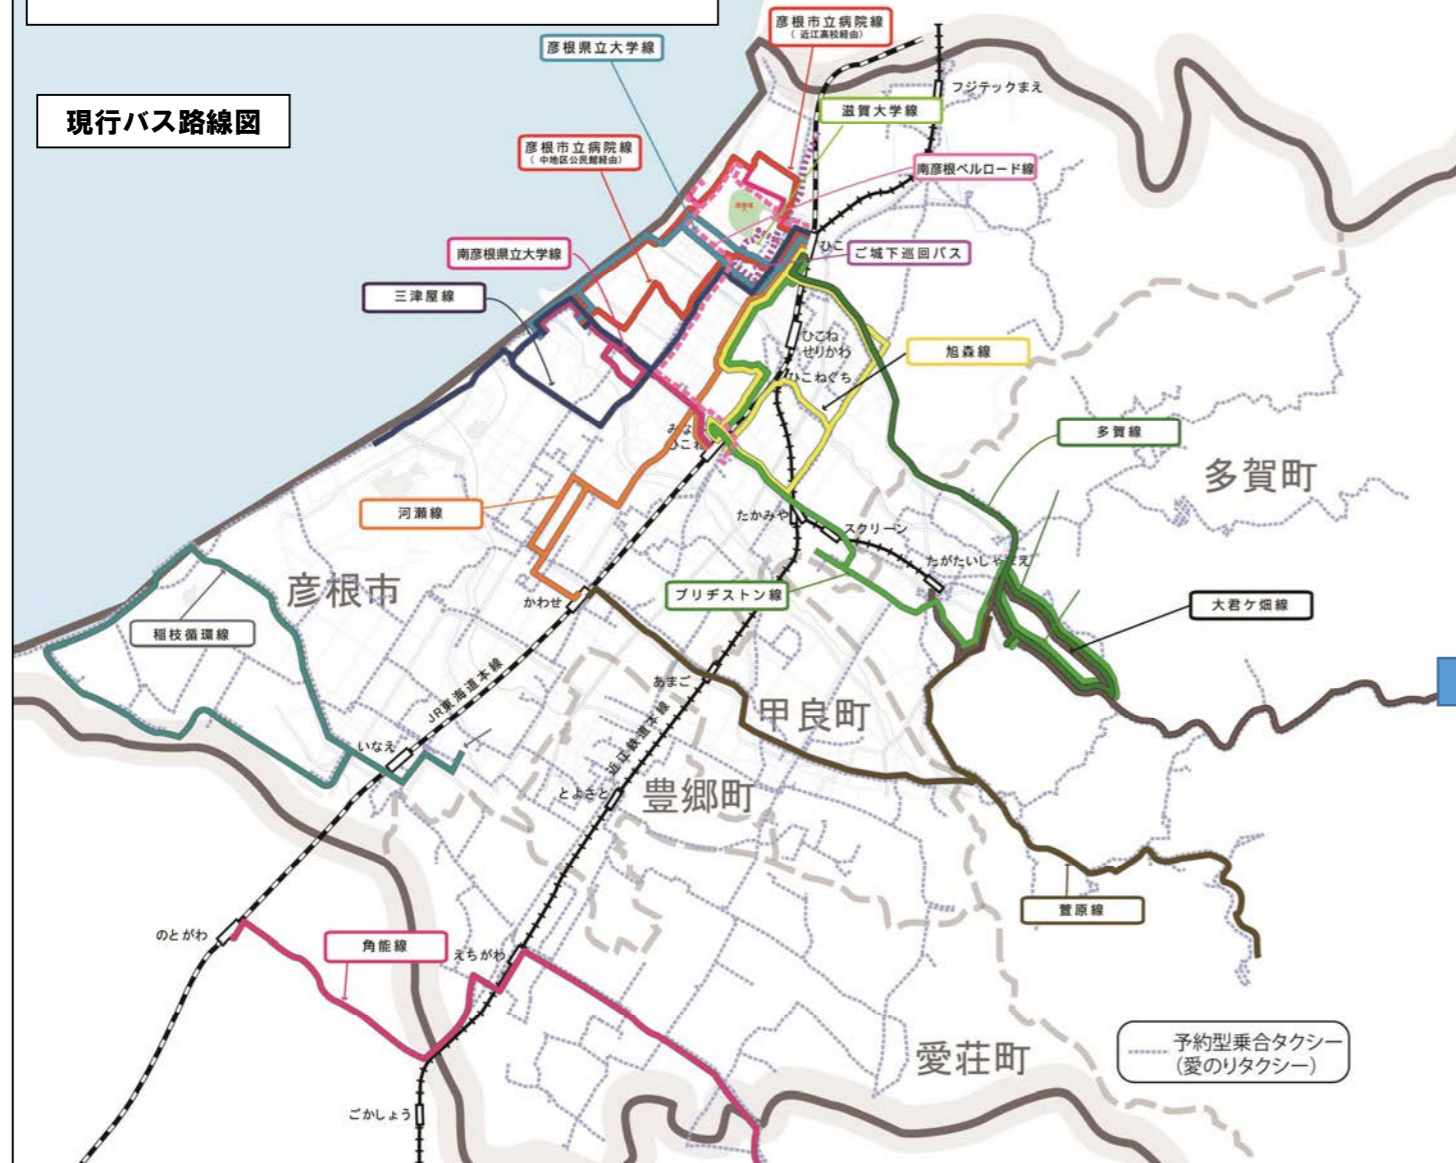 現行バス路線図
彦根市立病院線
(近江高校経由)
彦根県立大学線
フジテックまえ
滋賀大学線
彦根市立病院線
(中地区公民館経由)
南彦根ベルロード線
南彦根県立大学線
ひこ
ご城下巡回バス
三津屋線
ひこね
せりかわ
旭森線
ひこねぐち
多賀線
ひこね
多賀町
河瀬線
たかみや
スクリーン
彦根市
ブリヂストン線
かわせ
大君ケ畑線
稲枝循環線
JR東海道本線
あまご
甲良町
いなえ
近江鉄道本線
とよさと
豊郷町
萱原線
のとがわ
角能線
えちがわ
愛荘町
予約型乗合タクシー
(愛のりタクシー)
ごかしょう